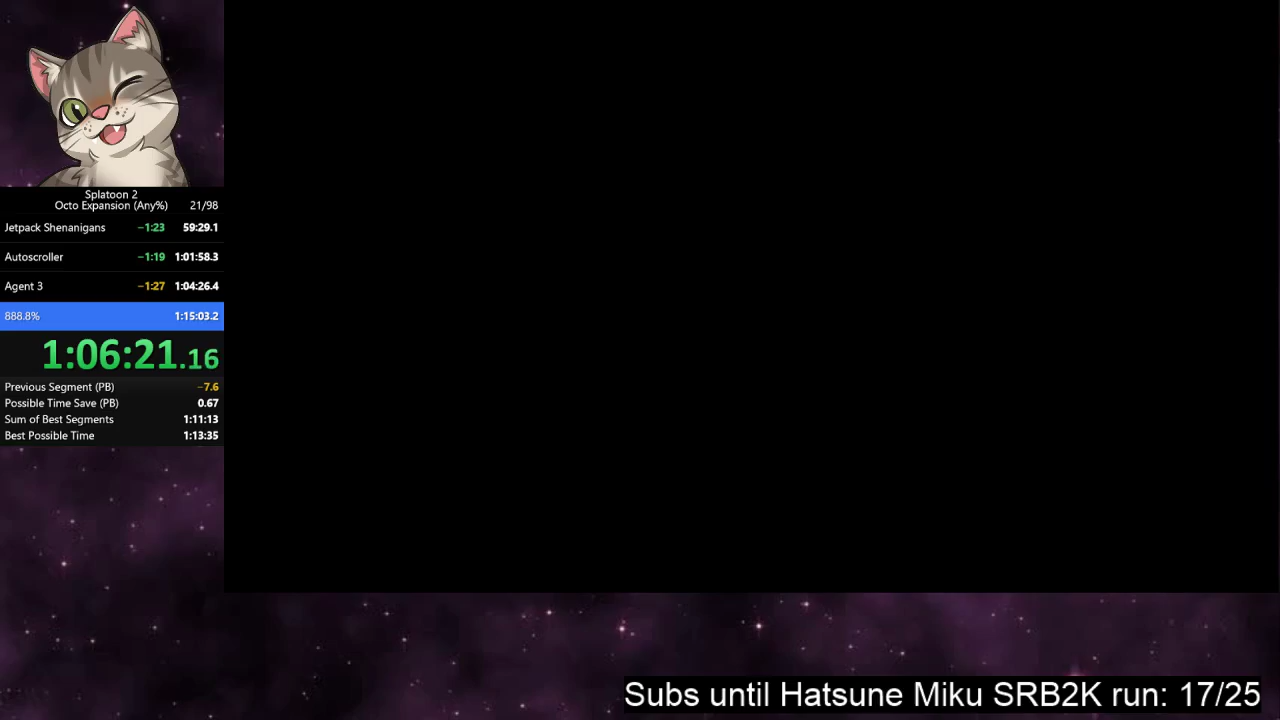 Splatoon 2
Octo Expansion (Any%) 21/98
Jetpack Shenanigans −1:23 59:29.1
Autoscroller −1:19 1:01:58.3
Agent 3 −1:27 1:04:26.4
888.8% 1:15:03.2
1:06:21.16
Previous Segment (PB) −7.6
Possible Time Save (PB) 0.67
Sum of Best Segments 1:11:13
Best Possible Time 1:13:35
Subs until Hatsune Miku SRB2K run: 17/25